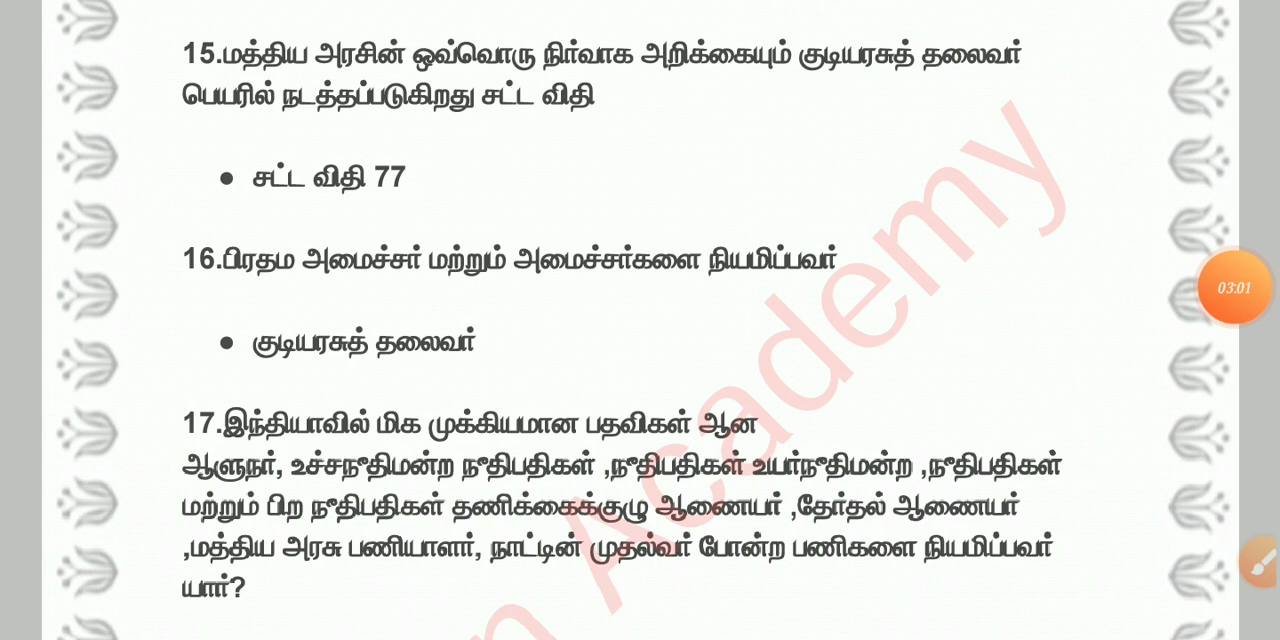 15.மத்திய அரசின் ஒவ்வொரு நிர்வாக அறிக்கையும் குடியரசுத் தலைவர்
பெயரில் நடத்தப்படுகிறது சட்ட விதி
● சட்ட விதி 77
16.பிரதம அமைச்சர் மற்றும் அமைச்சர்களை நியமிப்பவர்
● குடியரசுத் தலைவர்
17.இந்தியாவில் மிக முக்கியமான பதவிகள் ஆன
ஆளுநர், உச்சநீதிமன்ற நீதிபதிகள் ,நீதிபதிகள் உயர்நீதிமன்ற ,நீதிபதிகள்
மற்றும் பிற நீதிபதிகள் தணிக்கைக்குழு ஆணையர் ,தேர்தல் ஆணையர்
,மத்திய அரசு பணியாளர், நாட்டின் முதல்வர் போன்ற பணிகளை நியமிப்பவர்
யார்?
Academy
03:01